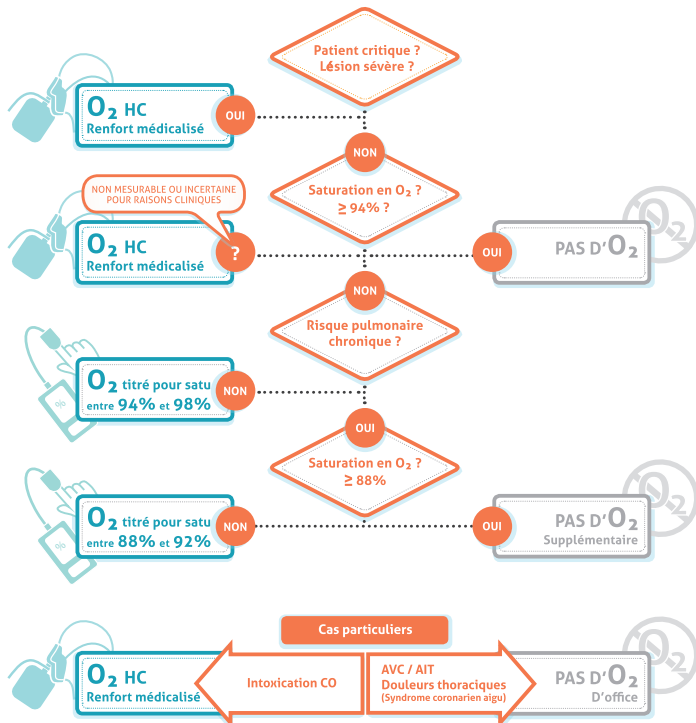 Patient critique ?
Lésion sévère ?
O₂ HC
Renfort médicalisé
OUI
NON
Saturation en O₂ ?
≥ 94% ?
NON MESURABLE OU INCERTAINE
POUR RAISONS CLINIQUES
O₂ HC
Renfort médicalisé
?
OUI
PAS D'O₂
O₂
NON
Risque pulmonaire
chronique ?
%
O₂ titré pour satu
entre 94% et 98%
NON
OUI
Saturation en O₂ ?
≥ 88%
%
O₂ titré pour satu
entre 88% et 92%
NON
OUI
PAS D'O₂
Supplémentaire
O₂
Cas particuliers
O₂ HC
Renfort médicalisé
Intoxication CO
AVC / AIT
Douleurs thoraciques
(Syndrome coronarien aigu)
PAS D'O₂
D'office
O₂